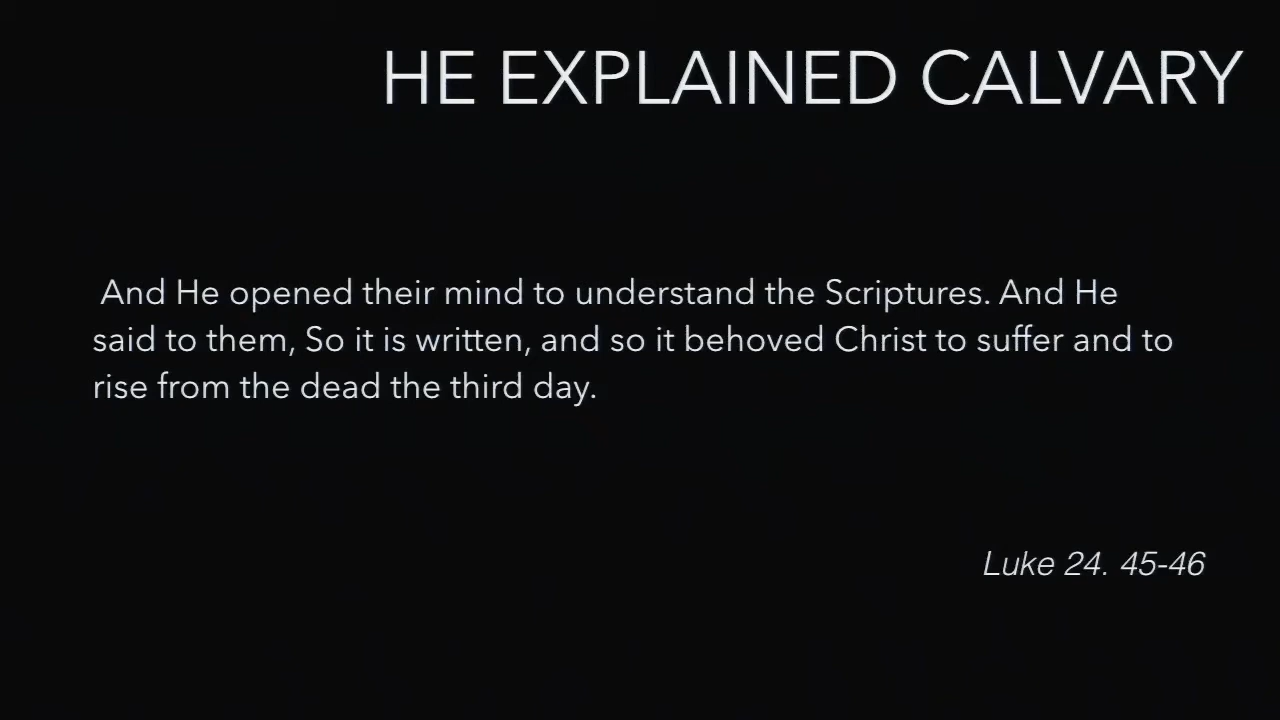 HE EXPLAINED CALVARY
And He opened their mind to understand the Scriptures. And He
said to them, So it is written, and so it behoved Christ to suffer and to
rise from the dead the third day.
Luke 24. 45-46